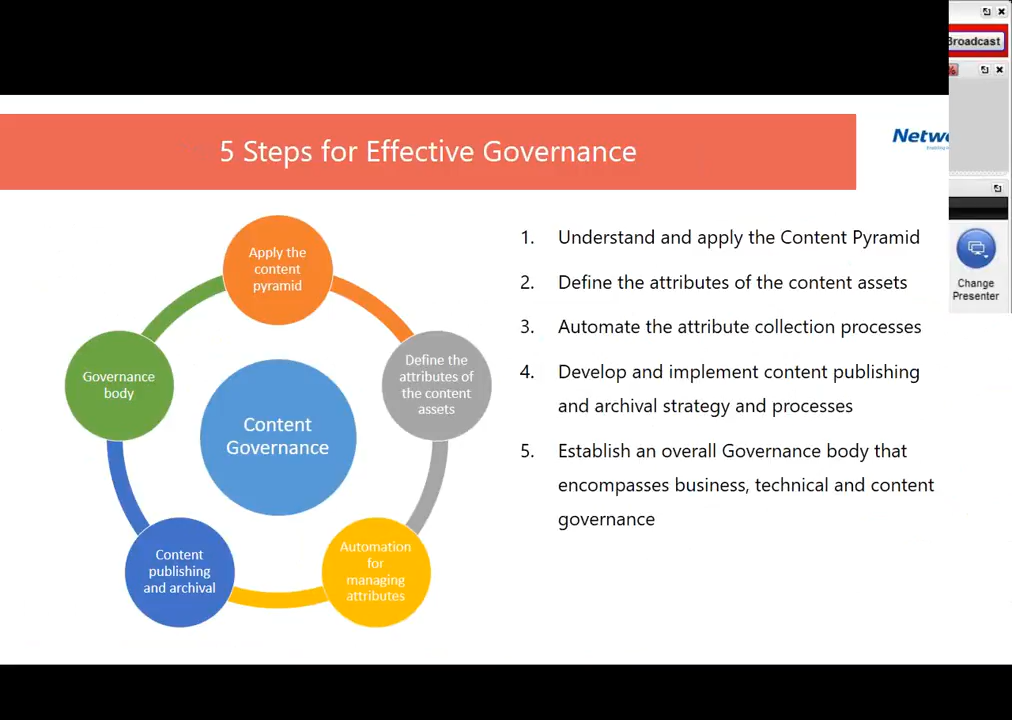 Broadcast
5 Steps for Effective Governance
Apply the
content
pyramid
Define the
attributes of
the content
assets
Automation
for
managing
attributes
Content
publishing
and archival
Governance
body
Content
Governance
1. Understand and apply the Content Pyramid
2. Define the attributes of the content assets
3. Automate the attribute collection processes
4. Develop and implement content publishing
and archival strategy and processes
5. Establish an overall Governance body that
encompasses business, technical and content
governance
Change
Presenter